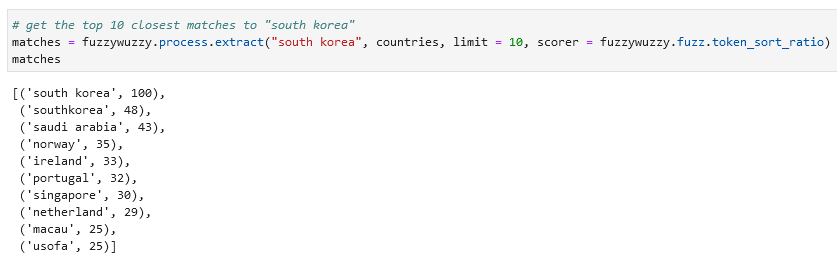 # get the top 10 closest matches to "south korea"
matches = fuzzywuzzy.process.extract("south korea", countries, limit = 10, scorer = fuzzywuzzy.fuzz.token_sort_ratio)
matches
[('south korea', 100),
('southkorea', 48),
('saudi arabia', 43),
('norway', 35),
('ireland', 33),
('portugal', 32),
('singapore', 30),
('netherland', 29),
('macau', 25),
('usofa', 25)]